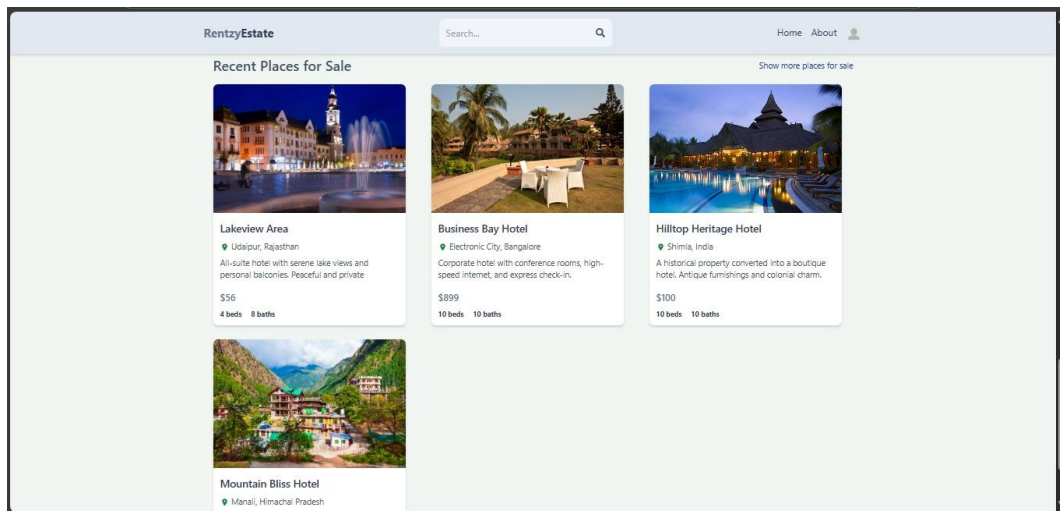 RentzyEstate
Search...
Home About
Recent Places for Sale
Show more places for sale
Lakeview Area
Udaipur, Rajasthan
All-suite hotel with serene lake views and
personal balconies. Peaceful and private
$56
4 beds 8 baths
Business Bay Hotel
Electronic City, Bangalore
Corporate hotel with conference rooms, high-
speed internet, and express check-in.
$899
10 beds 10 baths
Hilltop Heritage Hotel
Shimla, India
A historical property converted into a boutique
hotel. Antique furnishings and colonial charm.
$100
10 beds 10 baths
Mountain Bliss Hotel
Manali, Himachal Pradesh